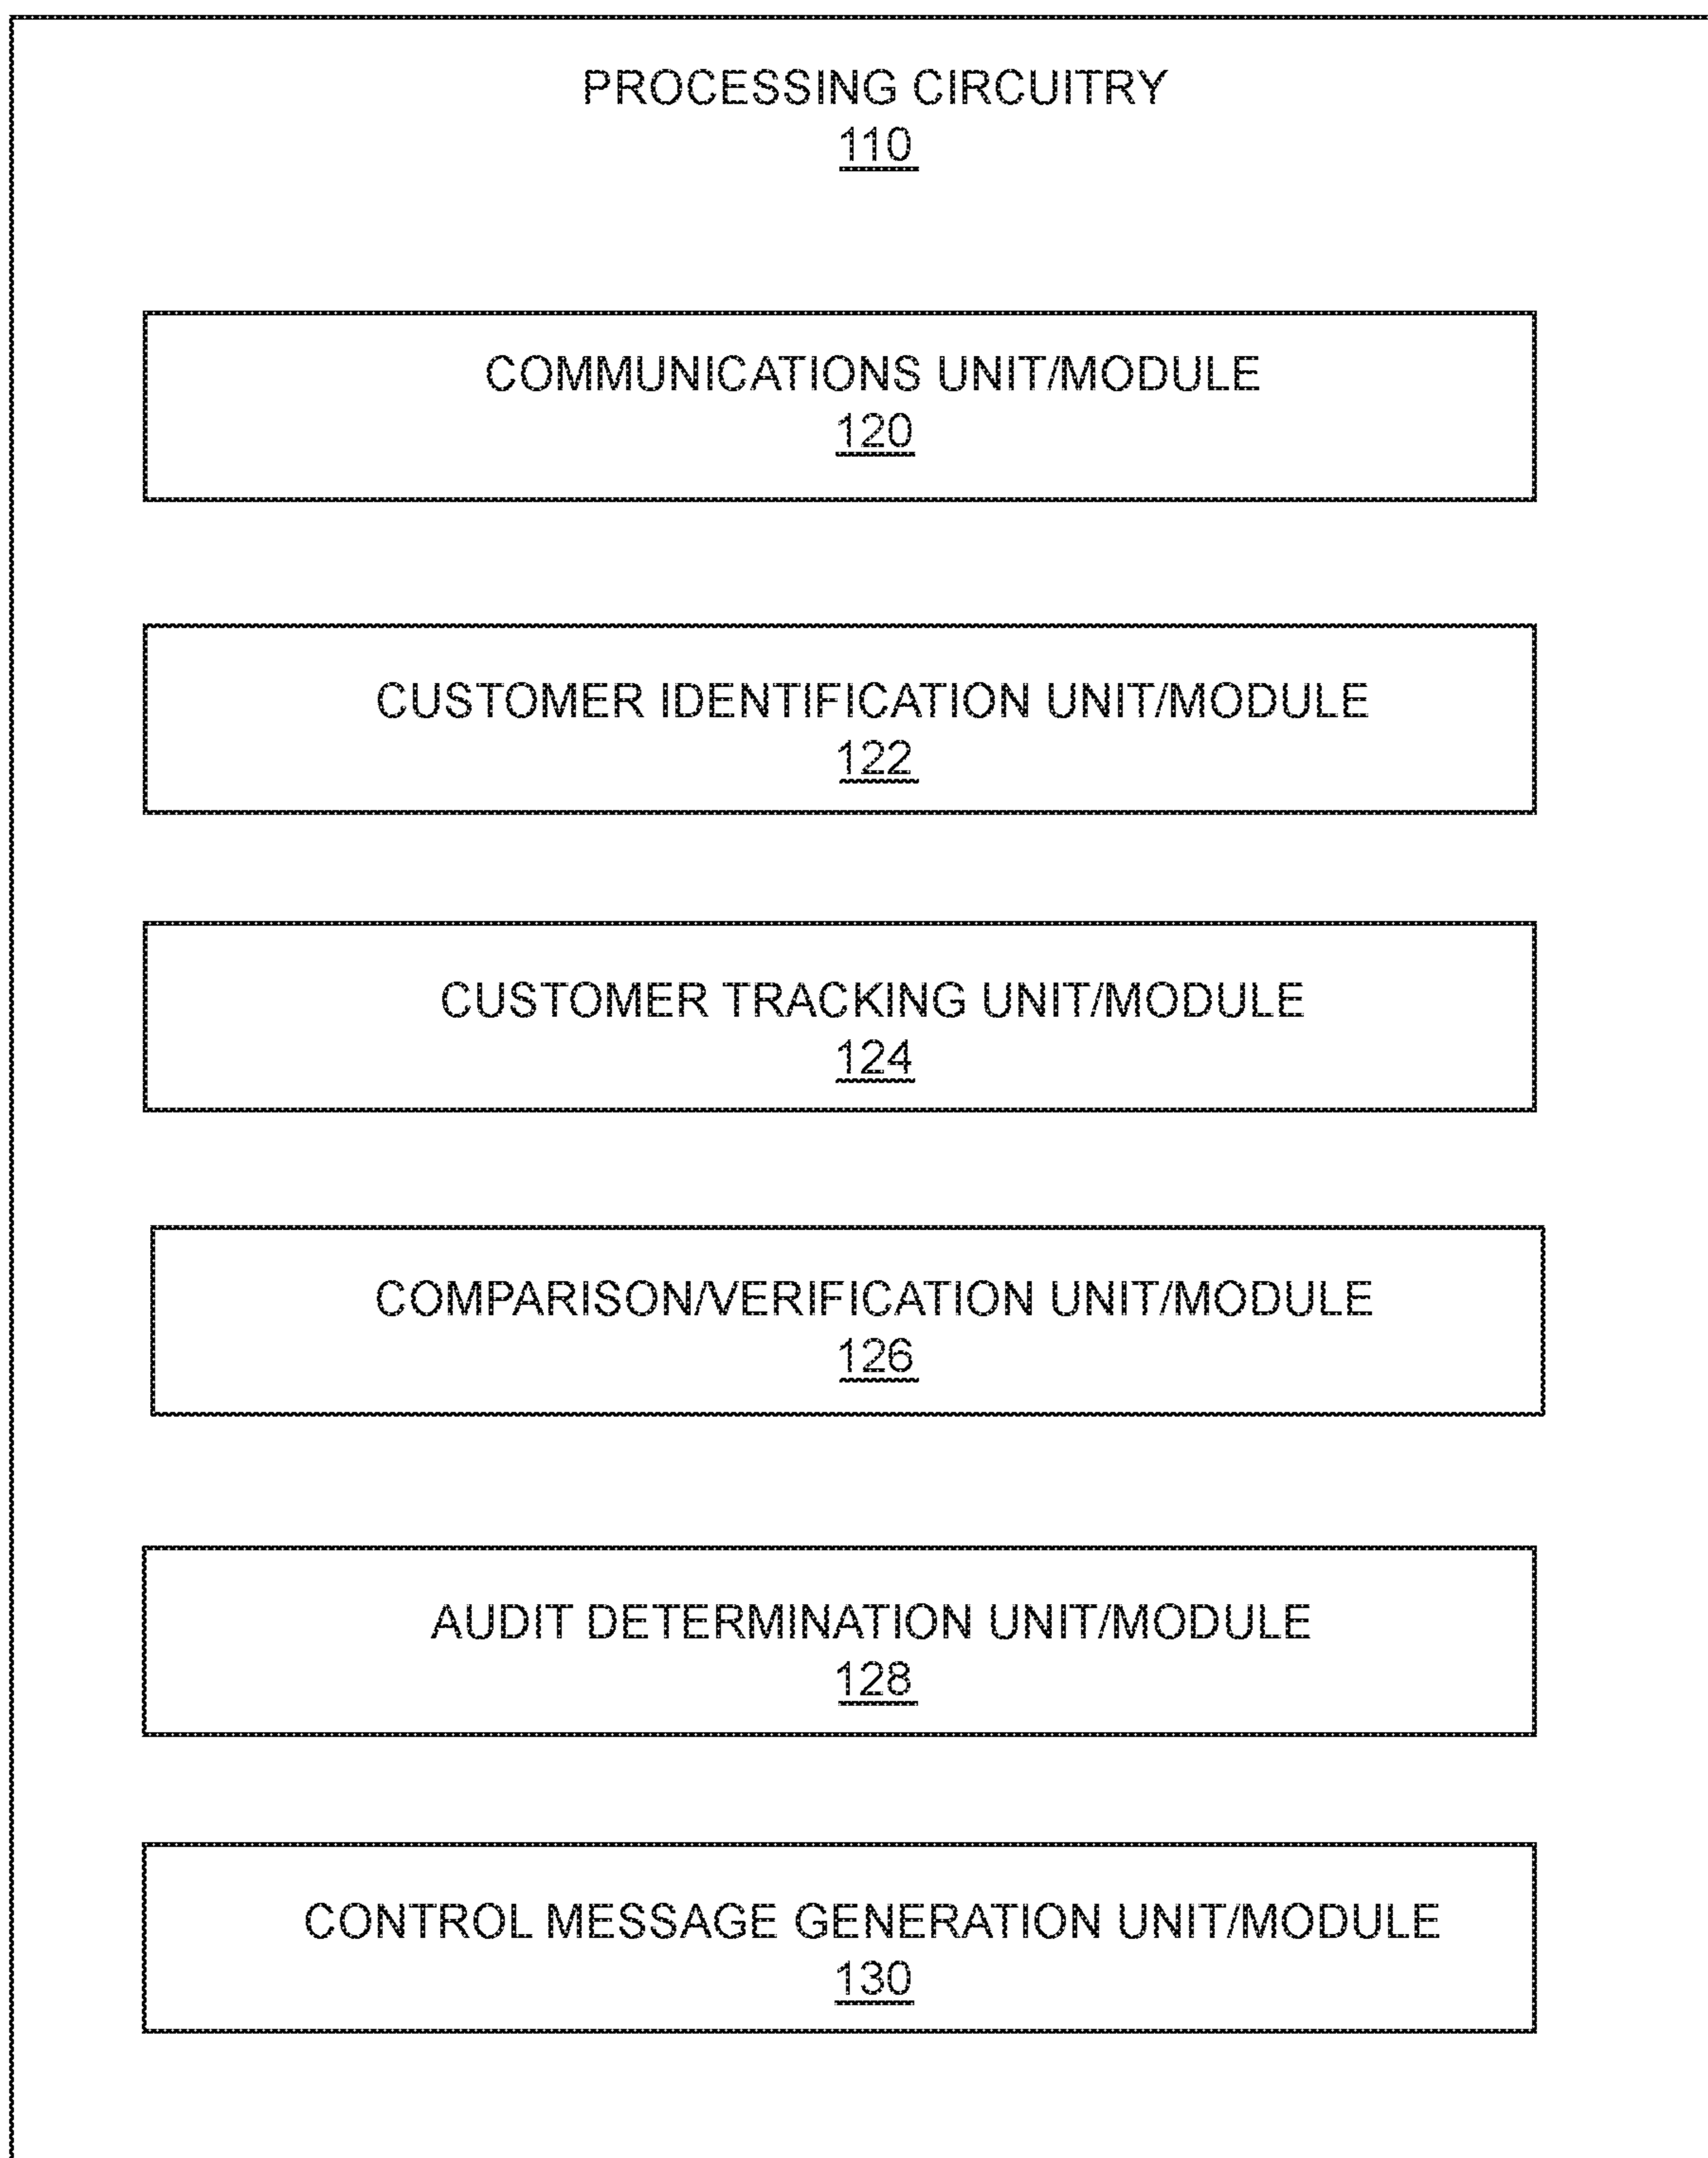 PROCESSING CIRCUITRY
110
COMMUNICATIONS UNIT/MODULE
120
CUSTOMER IDENTIFICATION UNIT/MODULE
122
CUSTOMER TRACKING UNIT/MODULE
124
COMPARISON/VERIFICATION UNIT/MODULE
126
AUDIT DETERMINATION UNIT/MODULE
128
CONTROL MESSAGE GENERATION UNIT/MODULE
130